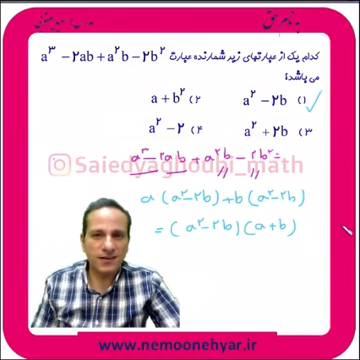 به نام حق
کدام یک از عبارتهای زیر شمارنده عبارت a³ − 2ab + a²b − 2b²
می باشد؟
۱) a² − 2b ✓ ۲) a + b²
۳) a² + 2b ۴) a² − 2
a³ − 2ab + a²b − 2b² =
Saiedyaghoubi_math
a (a² − 2b) + b (a² − 2b)
= (a² − 2b) (a + b)
www.nemoonehyar.ir